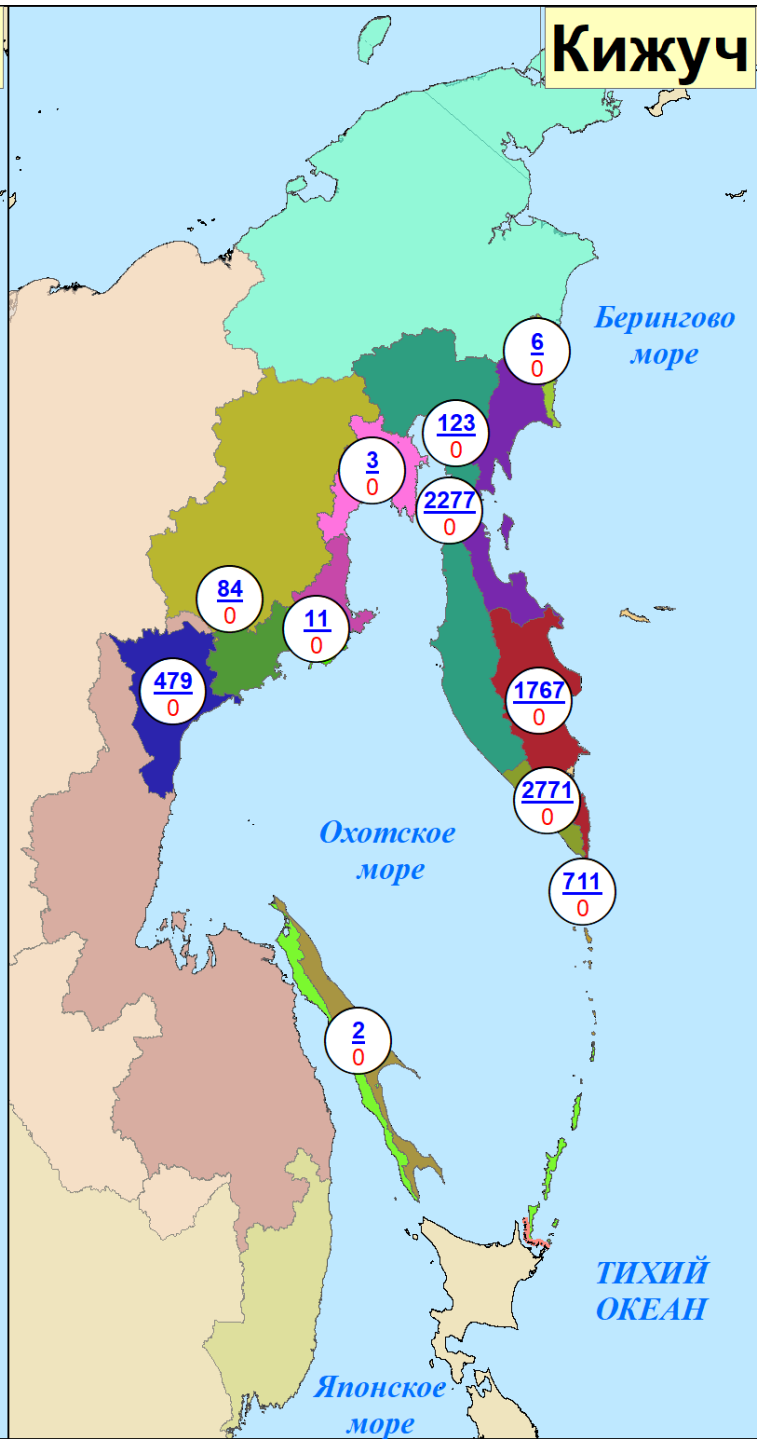 Кижуч
Берингово
море
6
0
123
0
3
0
2277
0
84
0
11
0
479
0
1767
0
2771
0
Охотское
море
711
0
2
0
ТИХИЙ
ОКЕАН
Японское
море